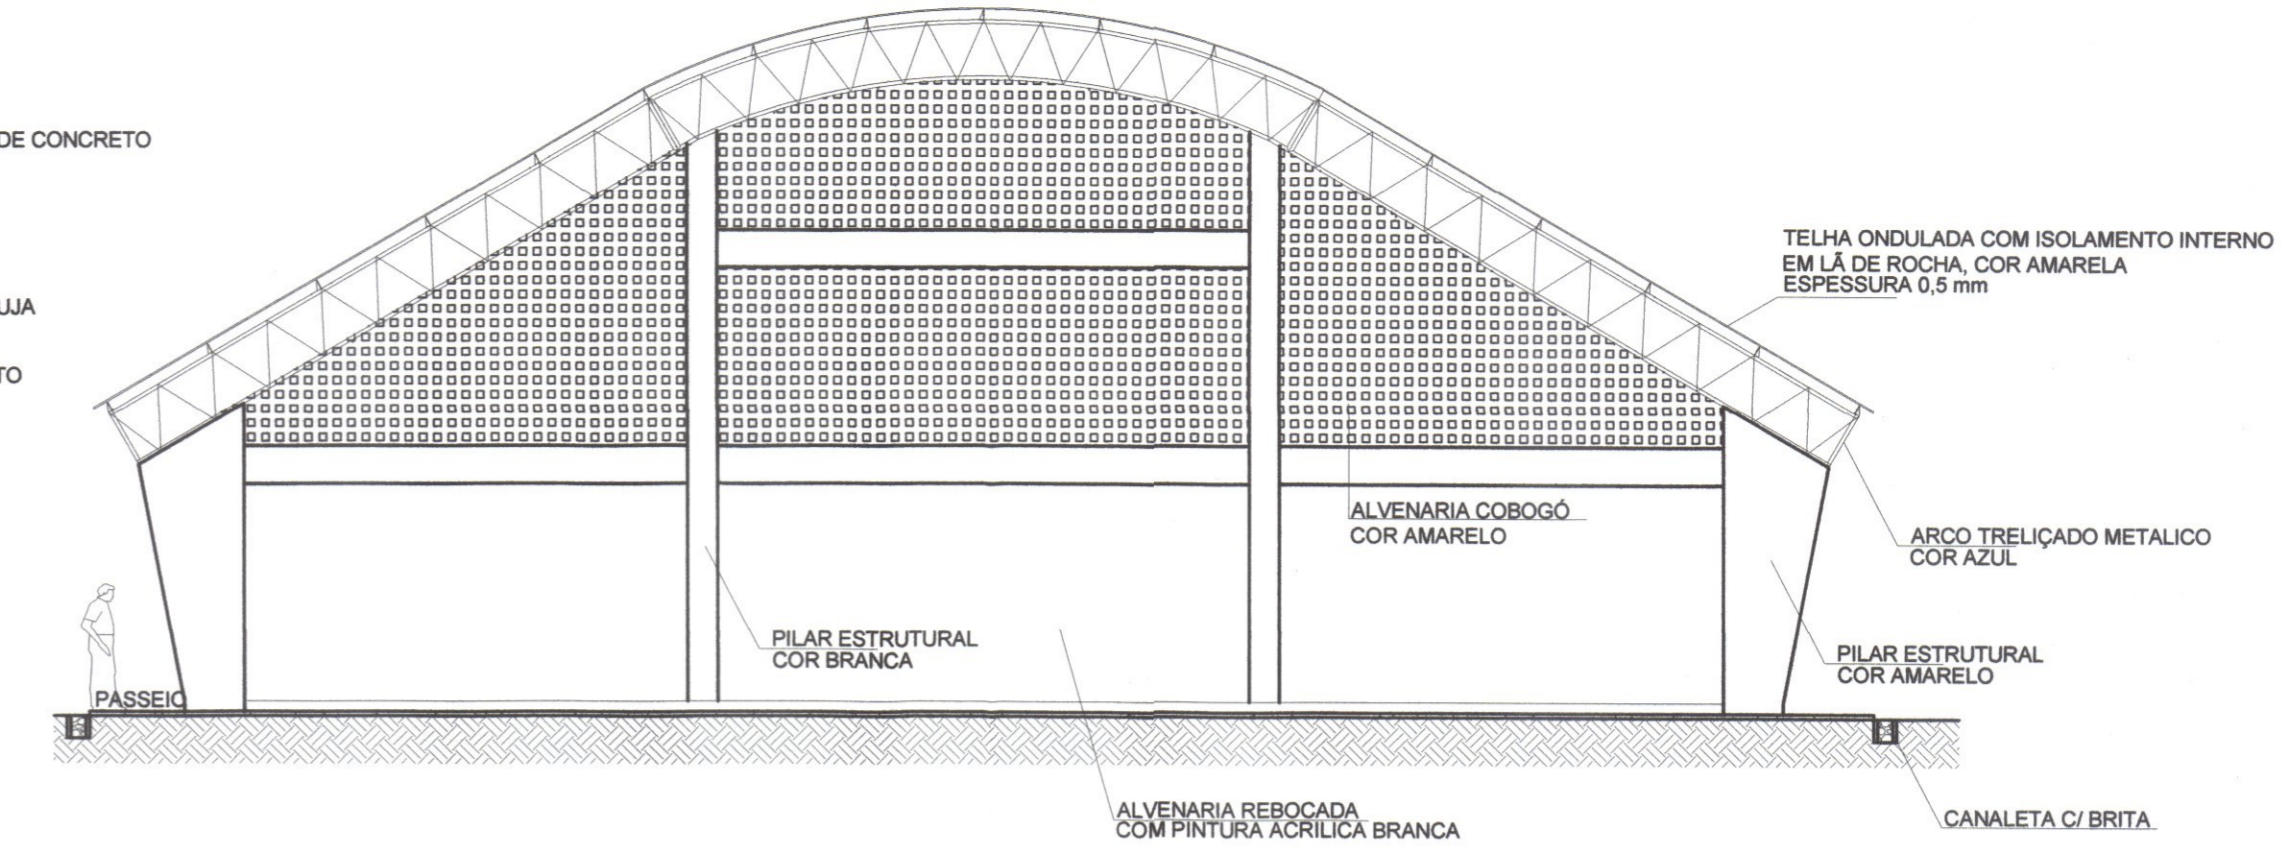 DE CONCRETO
UJA
TO
TELHA ONDULADA COM ISOLAMENTO INTERNO
EM LÃ DE ROCHA, COR AMARELA
ESPESSURA 0,5 mm
ALVENARIA COBOGÓ
COR AMARELO
ARCO TRELIÇADO METALICO
COR AZUL
PILAR ESTRUTURAL
COR BRANCA
PILAR ESTRUTURAL
COR AMARELO
PASSEIO
ALVENARIA REBOCADA
COM PINTURA ACRILICA BRANCA
CANALETA C/ BRITA